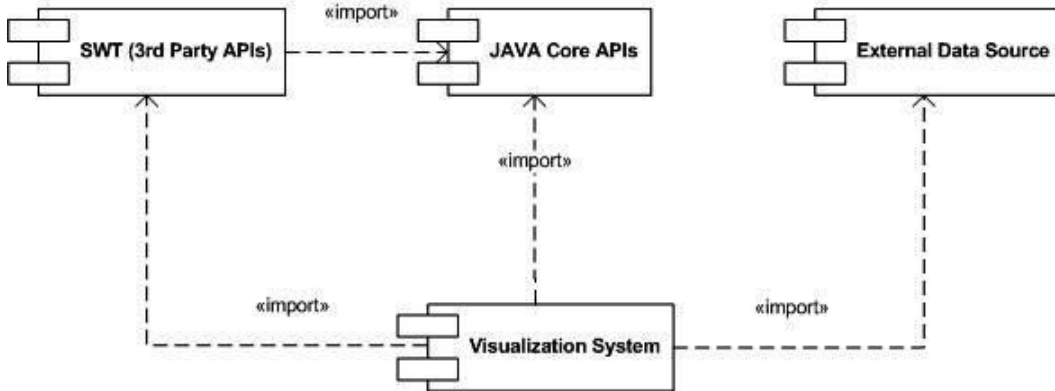 «import»
SWT (3rd Party APIs)
JAVA Core APIs
External Data Source
«import»
«import»
«import»
Visualization System